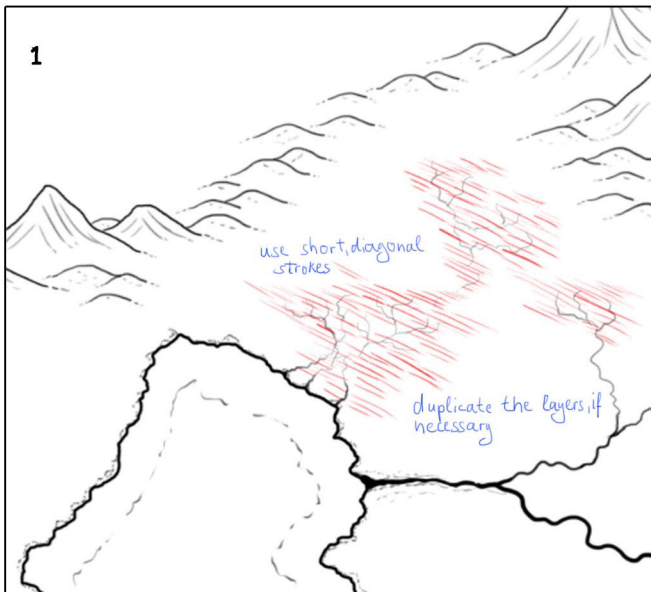 1
use short, diagonal
strokes
duplicate the layers, if
necessary